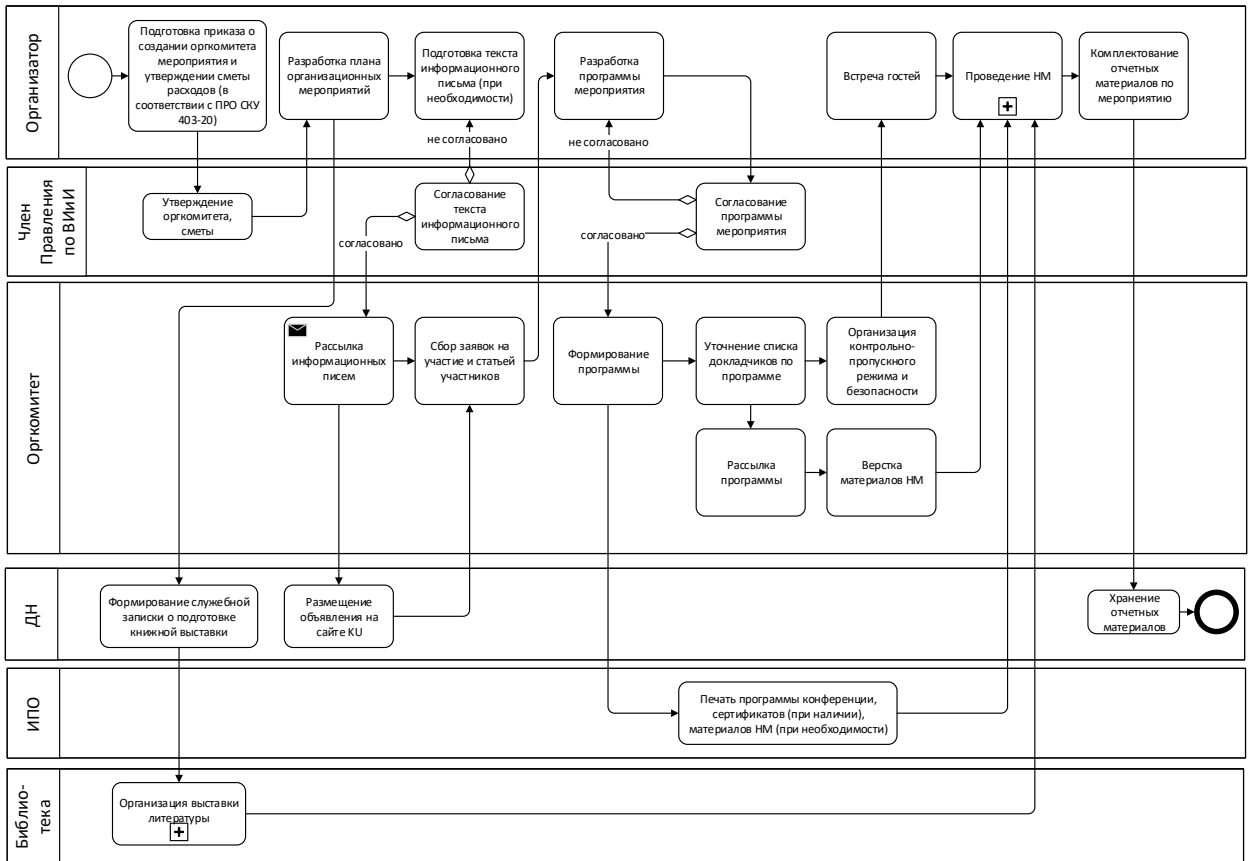 Организатор
Подготовка приказа о
создании оргкомитета
мероприятия и
утверждении сметы
расходов (в
соответствии с ПРО СКУ
403-20)
Разработка плана
организационных
мероприятий
Подготовка текста
информационного
письма (при
необходимости)
Разработка
программы
мероприятия
Встреча гостей
Проведение НМ
Комплектование
отчетных
материалов по
мероприятию
не согласовано
не согласовано
Член
Правления
по ВИиИ
Утверждение
оргкомитета,
сметы
Согласование
текста
информационного
письма
Согласование
программы
мероприятия
согласовано
согласовано
Оргкомитет
Рассылка
информационных
писем
Сбор заявок на
участие и статьей
участников
Формирование
программы
Уточнение списка
докладчиков по
программе
Организация
контрольно-
пропускного
режима и
безопасности
Рассылка
программы
Верстка
материалов НМ
ДН
Формирование служебной
записки о подготовке
книжной выставки
Размещение
объявления на
сайте KU
Хранение
отчетных
материалов
ИПО
Печать программы конференции,
сертификатов (при наличии),
материалов НМ (при необходимости)
Библио-
тека
Организация выставки
литературы